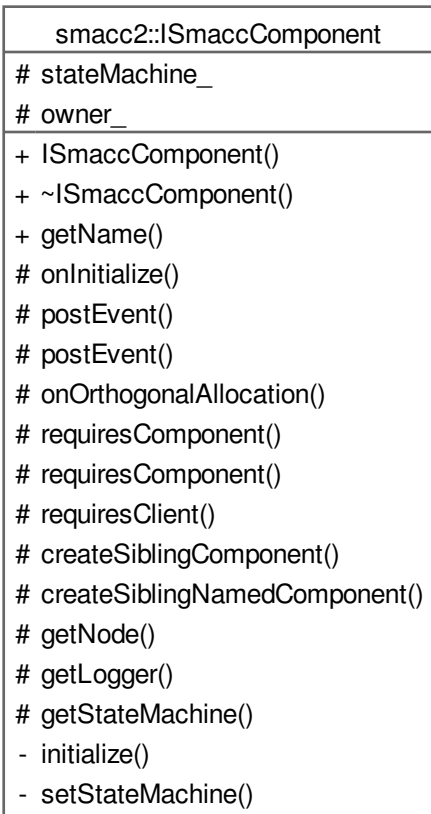 smacc2::ISmaccComponent
# stateMachine_
# owner_
+ ISmaccComponent()
+ ~ISmaccComponent()
+ getName()
# onInitialize()
# postEvent()
# postEvent()
# onOrthogonalAllocation()
# requiresComponent()
# requiresComponent()
# requiresClient()
# createSiblingComponent()
# createSiblingNamedComponent()
# getNode()
# getLogger()
# getStateMachine()
- initialize()
- setStateMachine()